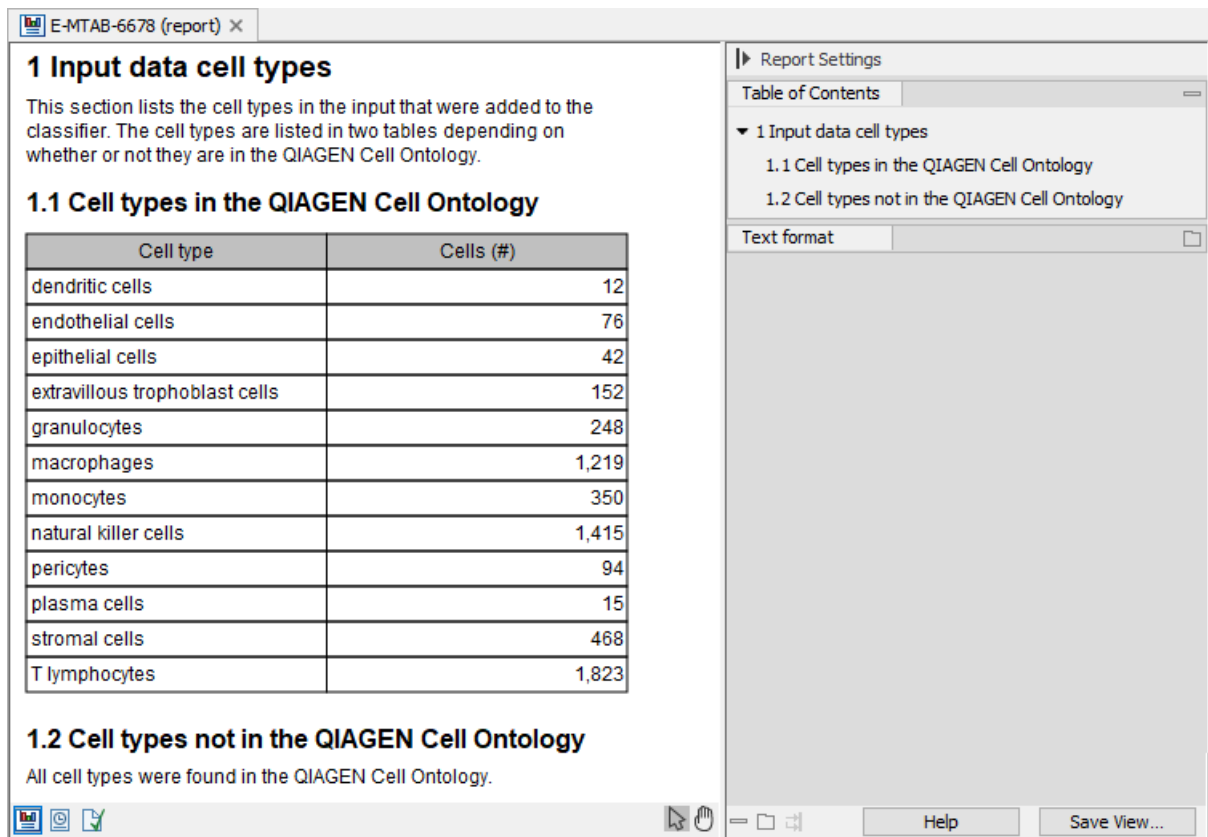 E-MTAB-6678 (report)
1 Input data cell types
This section lists the cell types in the input that were added to the
classifier. The cell types are listed in two tables depending on
whether or not they are in the QIAGEN Cell Ontology.
1.1 Cell types in the QIAGEN Cell Ontology
Cell type Cells (#)
dendritic cells 12
endothelial cells 76
epithelial cells 42
extravillous trophoblast cells 152
granulocytes 248
macrophages 1,219
monocytes 350
natural killer cells 1,415
pericytes 94
plasma cells 15
stromal cells 468
T lymphocytes 1,823
1.2 Cell types not in the QIAGEN Cell Ontology
All cell types were found in the QIAGEN Cell Ontology.
Report Settings
Table of Contents
1 Input data cell types
1.1 Cell types in the QIAGEN Cell Ontology
1.2 Cell types not in the QIAGEN Cell Ontology
Text format
Help
Save View...